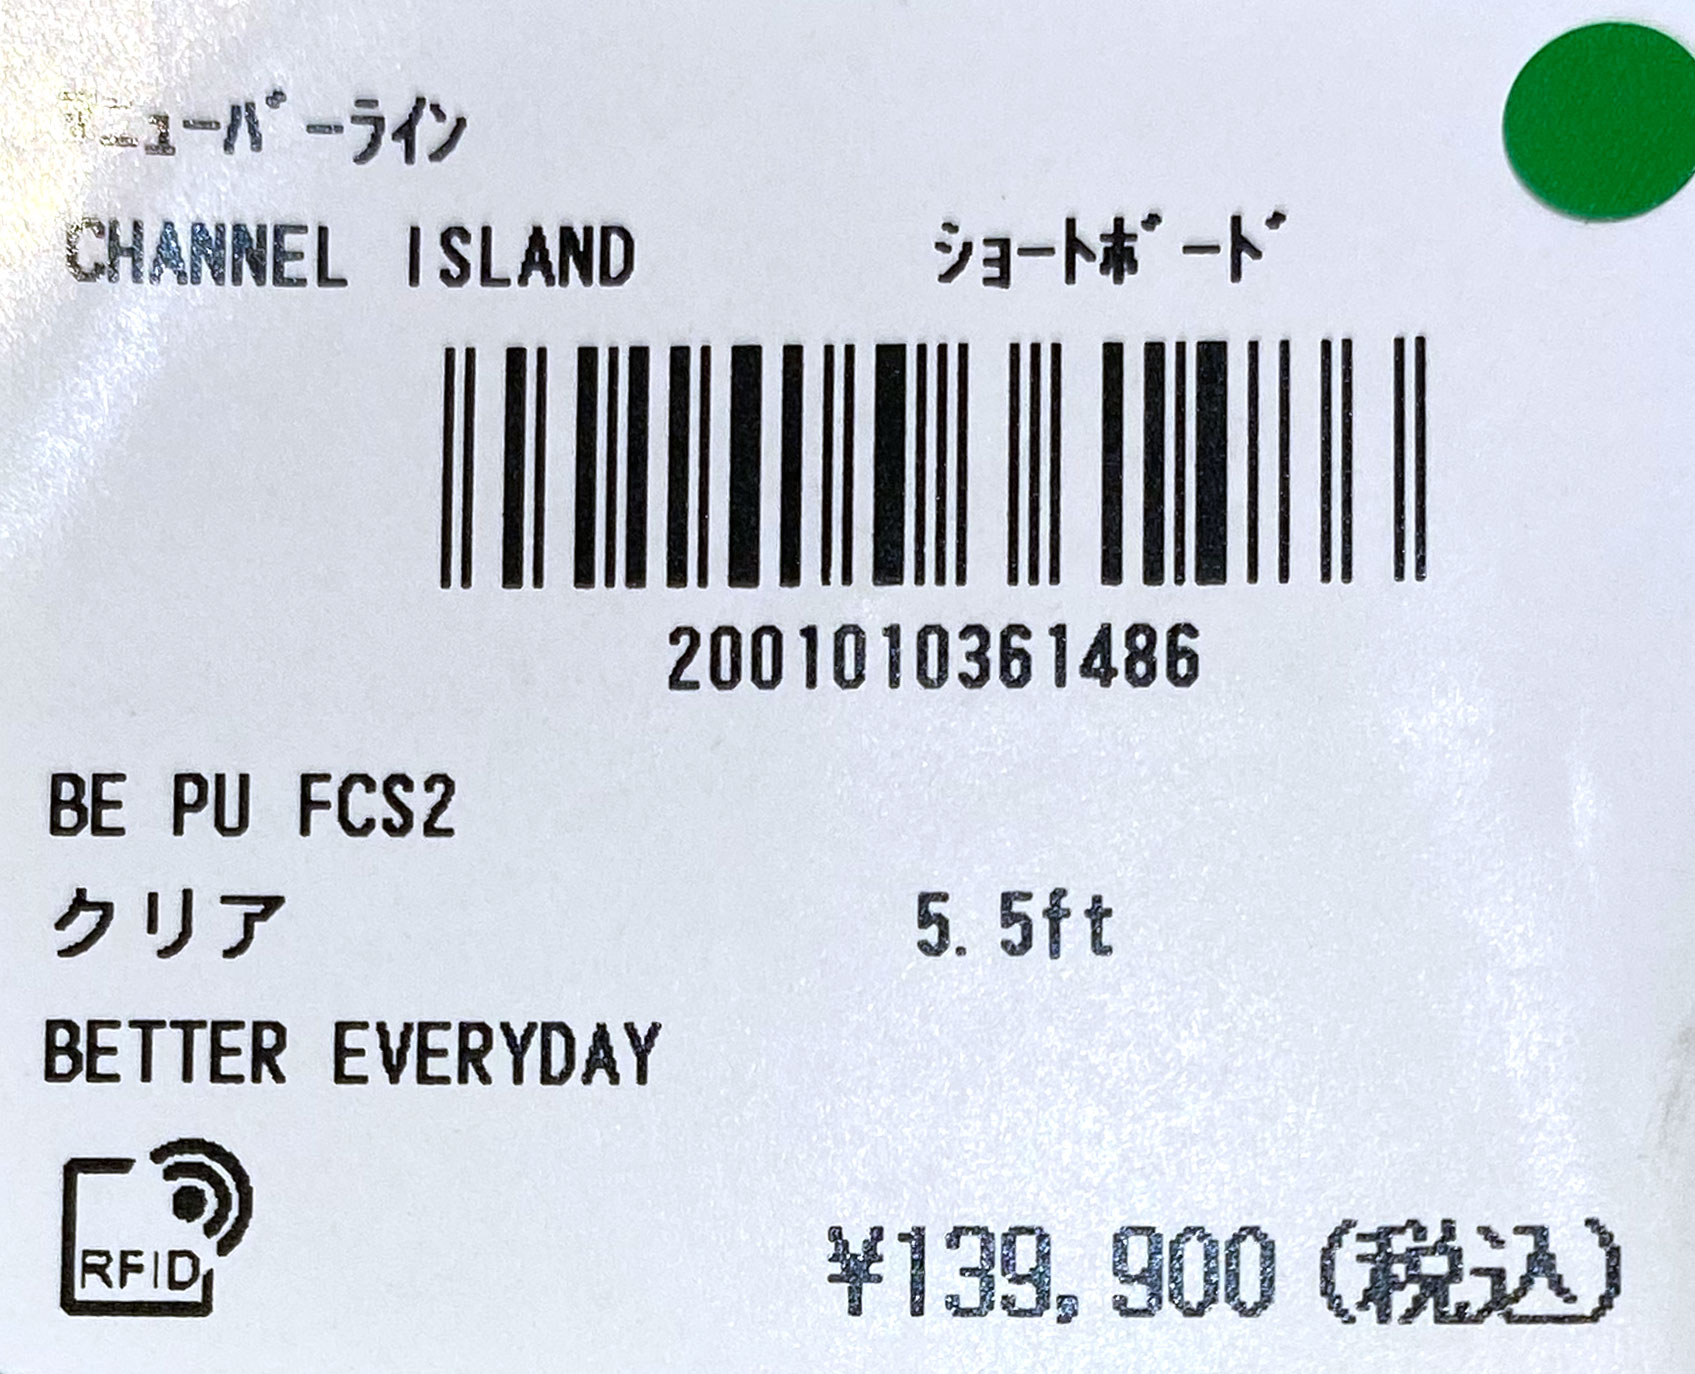 ニューバーライン
CHANNEL ISLAND ショートボード
2001010361486
BE PU FCS2
クリア 5.5ft
BETTER EVERYDAY
RFID
¥139,900(税込)